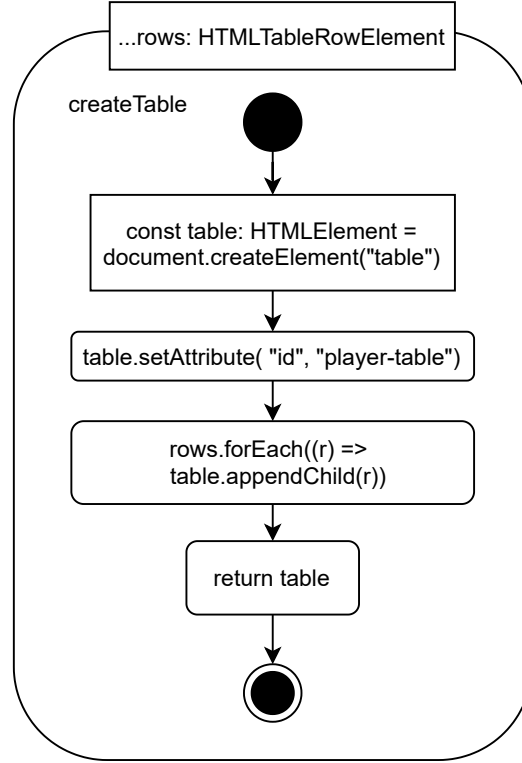 ...rows: HTMLTableRowElement
createTable
const table: HTMLElement =
document.createElement("table")
table.setAttribute( "id", "player-table")
rows.forEach((r) =>
table.appendChild(r))
return table